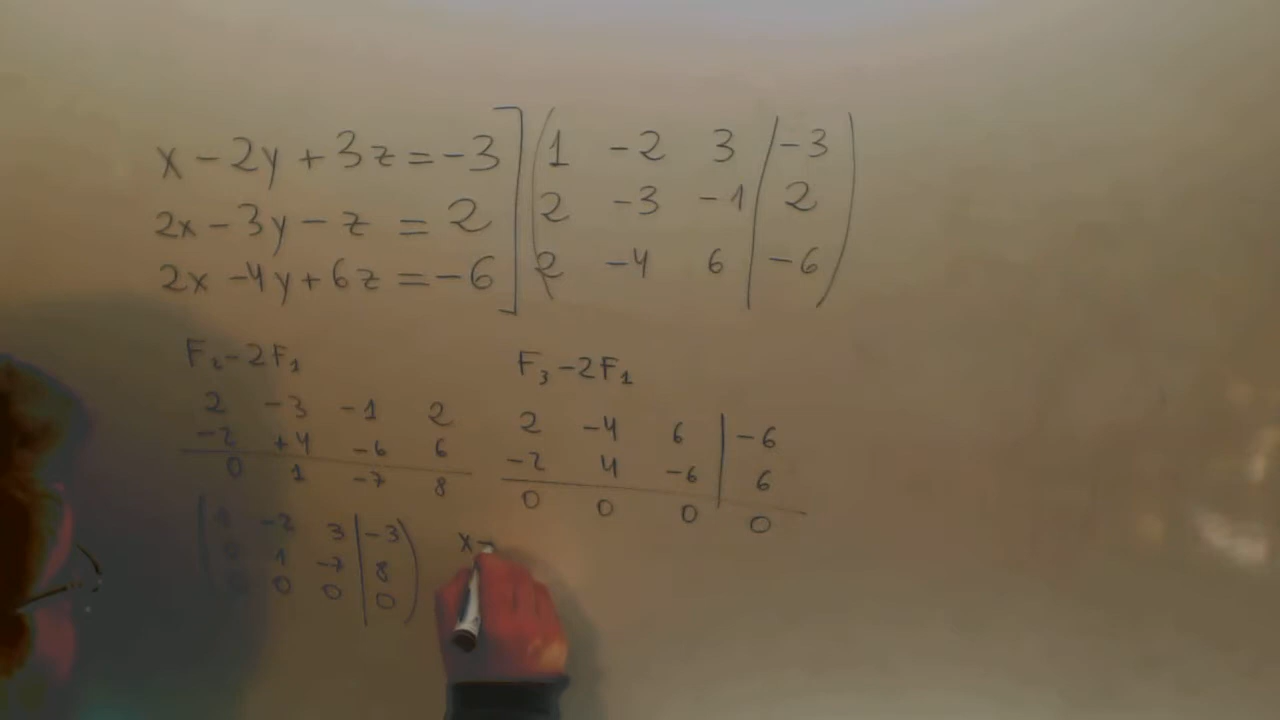 x - 2y + 3z = -3 ] ( 1 -2 3 | -3 )
2x - 3y - z = 2 2 -3 -1 | 2
2x - 4y + 6z = -6 2 -4 6 | -6
F₂ - 2F₁
2 -3 -1 2
-2 +4 -6 6
0 1 -7 8
F₃ - 2F₁
2 -4 6 | -6
-2 4 -6 | 6
0 0 0 0
-2 3 | -3
1 -7 | 8
0 0 | 0
x -